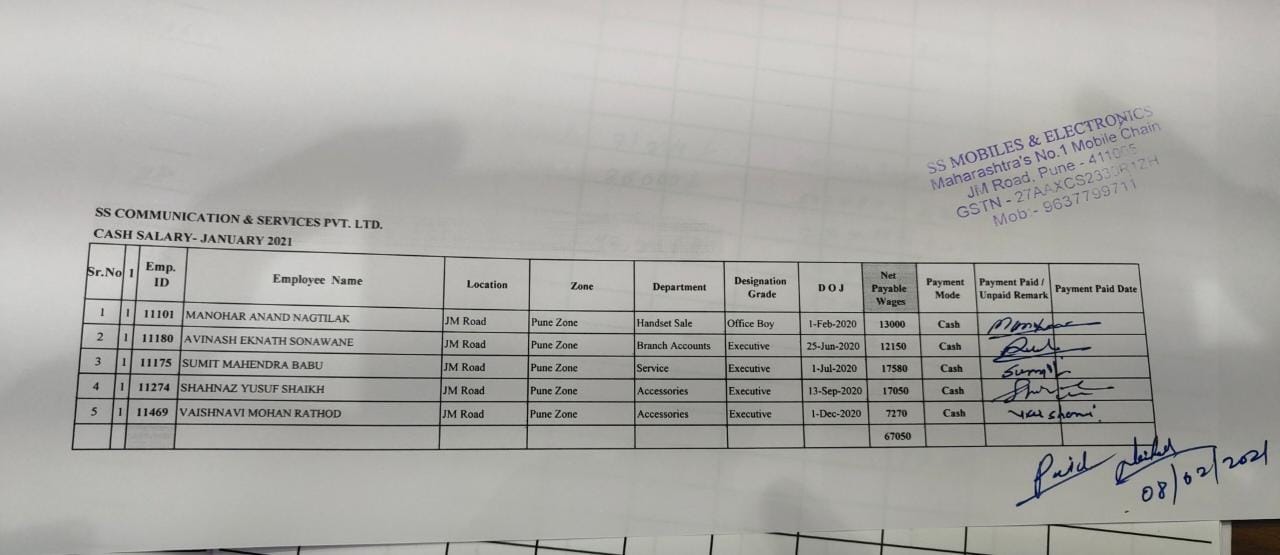 SS MOBILES & ELECTRONICS
Maharashtra's No.1 Mobile Chain
JM Road, Pune - 411005
GSTN - 27AAXCS2330R1ZH
Mob:- 9637799711
SS COMMUNICATION & SERVICES PVT. LTD.
CASH SALARY- JANUARY 2021
Sr.No 1 Emp. ID Employee Name Location Zone Department Designation Grade D O J Net Payable Wages Payment Mode Payment Paid / Unpaid Remark Payment Paid Date
1 1 11101 MANOHAR ANAND NAGTILAK JM Road Pune Zone Handset Sale Office Boy 1-Feb-2020 13000 Cash
2 1 11180 AVINASH EKNATH SONAWANE JM Road Pune Zone Branch Accounts Executive 25-Jun-2020 12150 Cash
3 1 11175 SUMIT MAHENDRA BABU JM Road Pune Zone Service Executive 1-Jul-2020 17580 Cash Sumit
4 1 11274 SHAHNAZ YUSUF SHAIKH JM Road Pune Zone Accessories Executive 13-Sep-2020 17050 Cash
5 1 11469 VAISHNAVI MOHAN RATHOD JM Road Pune Zone Accessories Executive 1-Dec-2020 7270 Cash
67050
Paid
08/02/2021